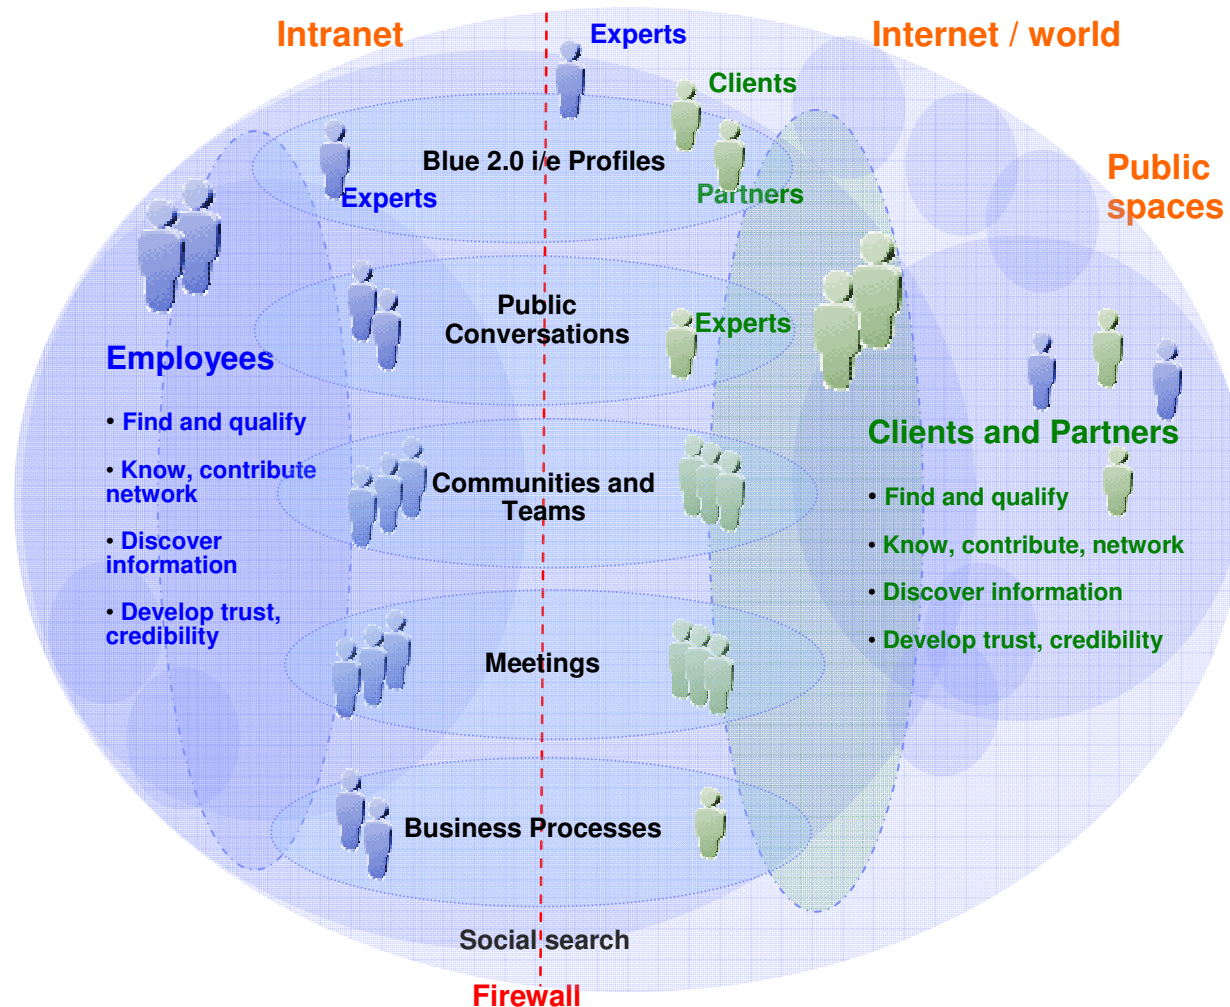 Intranet
Experts
Internet / world
Clients
Blue 2.0 i/e Profiles
Experts
Partners
Public
spaces
Public
Conversations
Experts
Employees
• Find and qualify
• Know, contribute
network
• Discover
information
• Develop trust,
credibility
Communities and
Teams
Clients and Partners
• Find and qualify
• Know, contribute, network
• Discover information
• Develop trust, credibility
Meetings
Business Processes
Social search
Firewall